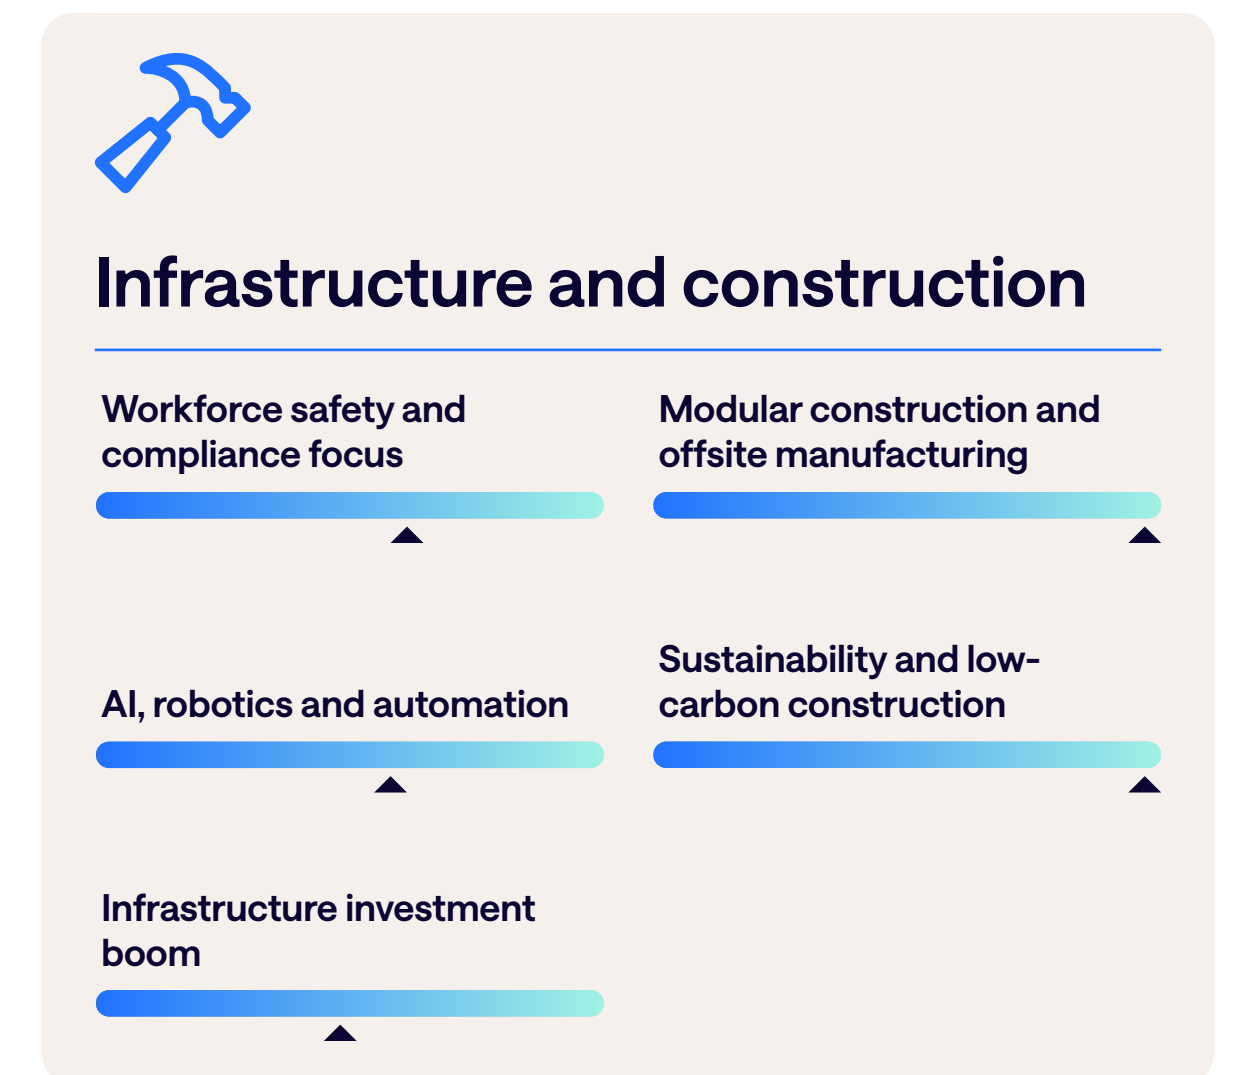 Infrastructure and construction
Workforce safety and
compliance focus
Modular construction and
offsite manufacturing
AI, robotics and automation
Sustainability and low-
carbon construction
Infrastructure investment
boom